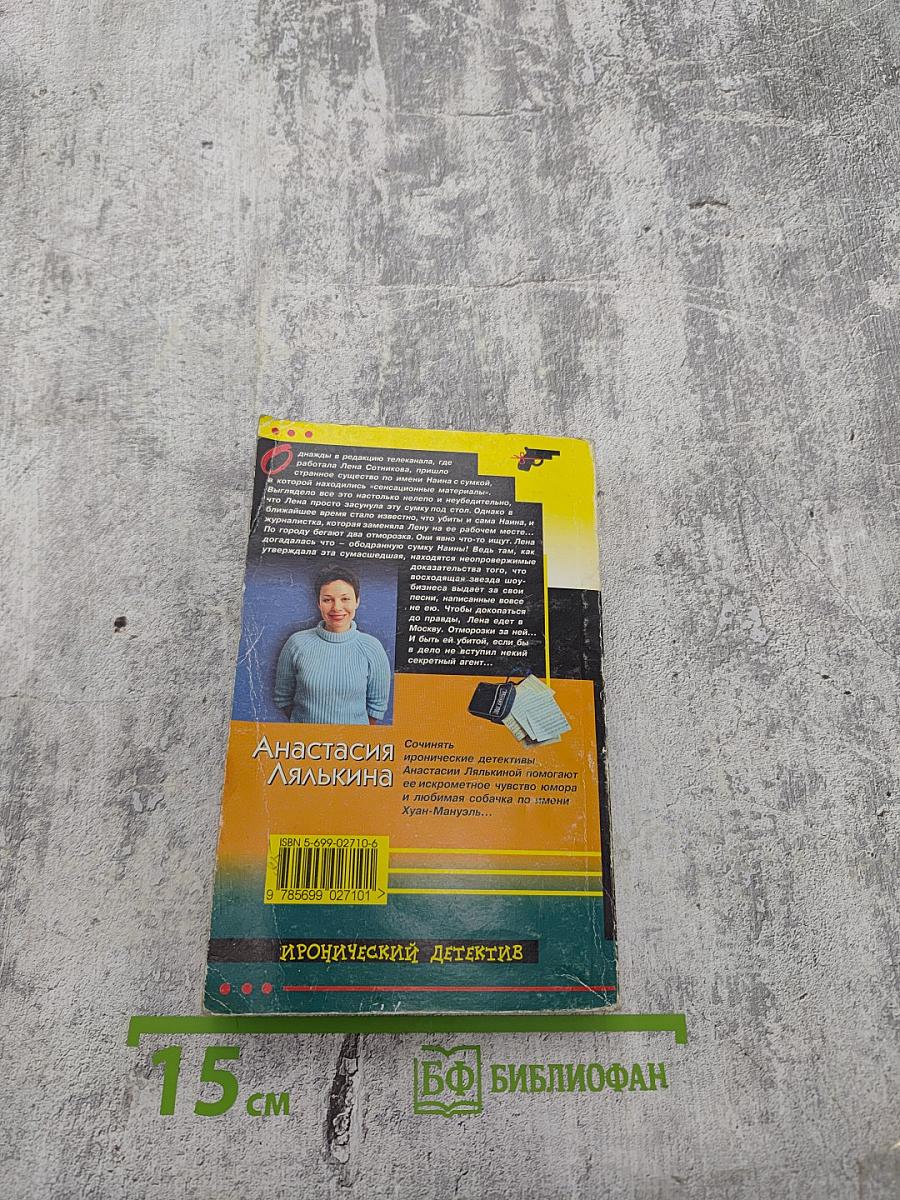 Однажды в редакцию телеканала, где
работала Лена Сотникова, пришло
странное существо по имени Наина с сумкой,
в которой находились «сенсационные материалы».
Выглядело все это настолько нелепо и неубедительно,
что Лена просто засунула эту сумку под стол. Однако в
ближайшее время стало известно, что убиты и сама Наина, и
журналистка, которая заменяла Лену на ее рабочем месте...
По городу бегают два отморозка. Они явно что-то ищут. Лена
догадалась что – ободранную сумку Наины! Ведь там, как
утверждала эта сумасшедшая, находятся неопровержимые
доказательства того, что
восходящая звезда шоу-
бизнеса выдает за свои
песни, написанные вовсе
не ею. Чтобы докопаться
до правды, Лена едет в
Москву. Отморозки за ней...
И быть ей убитой, если бы
в дело не вступил некий
секретный агент...
Анастасия
Лялькина
Сочинять
иронические детективы
Анастасии Лялькиной помогают
ее искрометное чувство юмора
и любимая собачка по имени
Хуан-Мануэль...
ISBN 5-699-02710-6
9 785699 027101 >
ИРОНИЧЕСКИЙ ДЕТЕКТИВ
15 см
БФ БИБЛИОФАН